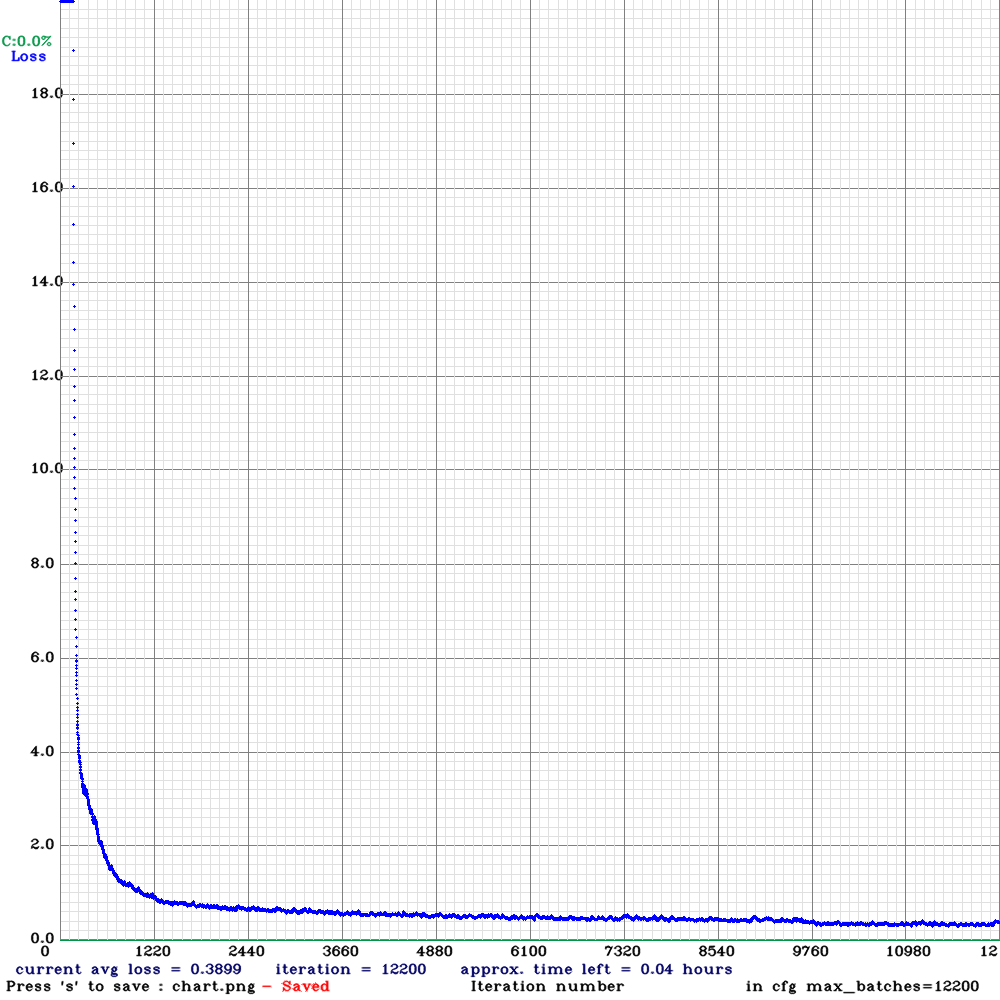 C:0.0%
Loss
18.0
16.0
14.0
12.0
10.0
8.0
6.0
4.0
2.0
0.0
0 1220 2440 3660 4880 6100 7320 8540 9760 10980 12
current avg loss = 0.3899 iteration = 12200 approx. time left = 0.04 hours
Press 's' to save : chart.png - Saved Iteration number in cfg max_batches=12200